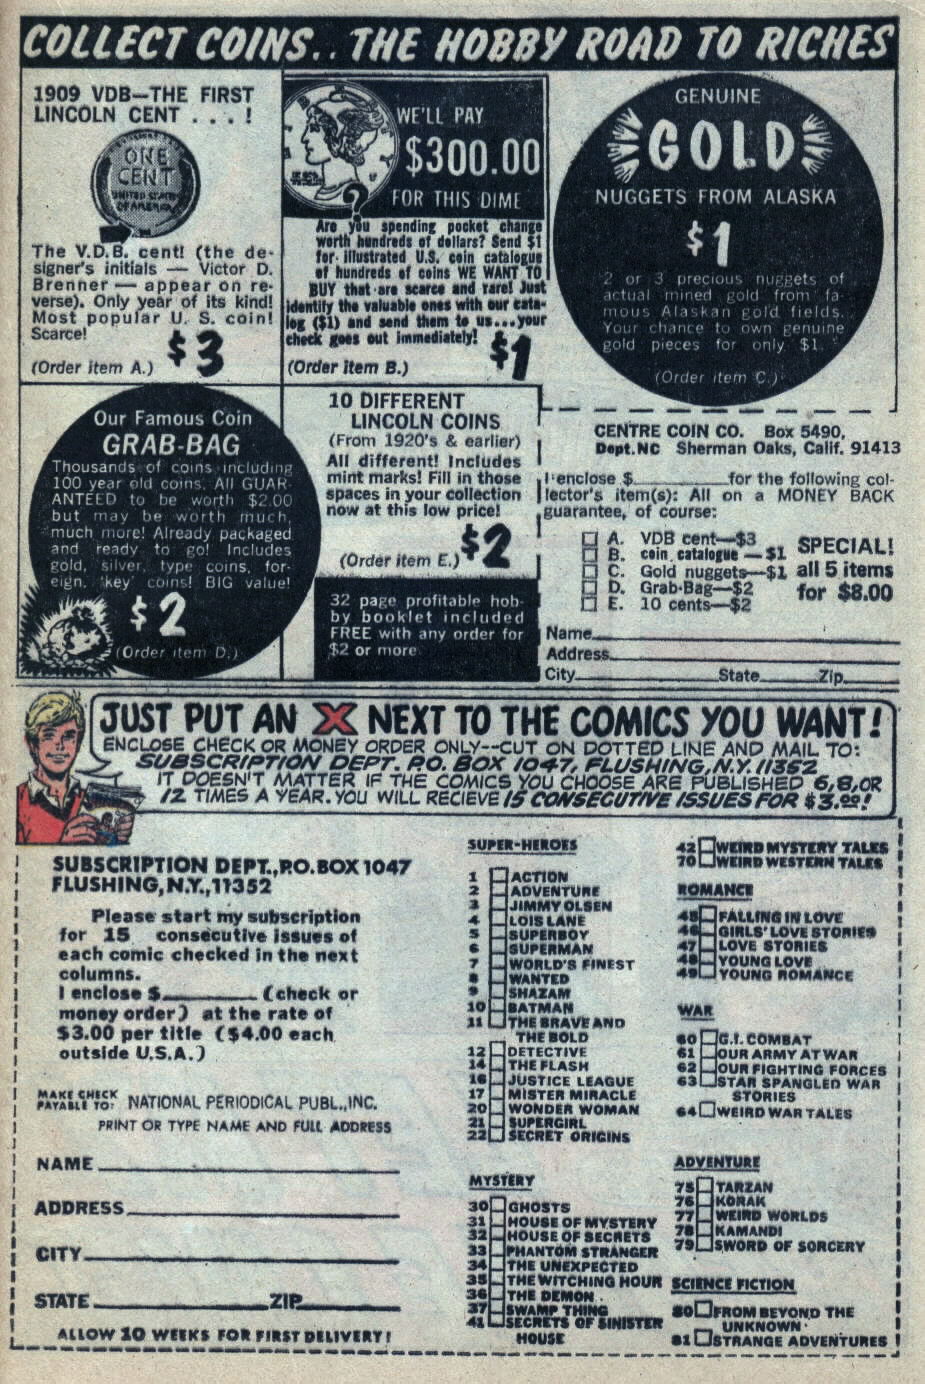 COLLECT COINS.. THE HOBBY ROAD TO RICHES
1909 VDB—THE FIRST
LINCOLN CENT . . . !
ONE
CENT
UNITED STATES
OF AMERICA
The V.D.B. cent! (the de-
signer's initials — Victor D.
Brenner — appear on re-
verse). Only year of its kind!
Most popular U. S. coin!
Scarce!
$3
(Order item A.)
WE'LL PAY
$300.00
FOR THIS DIME
?
Are you spending pocket change
worth hundreds of dollars? Send $1
for illustrated U.S. coin catalogue
of hundreds of coins WE WANT TO
BUY that are scarce and rare! Just
identify the valuable ones with our cata-
log ($1) and send them to us...your
check goes out immediately!
$1
(Order item B.)
GENUINE
GOLD
NUGGETS FROM ALASKA
$1
2 or 3 precious nuggets of
actual mined gold from fa-
mous Alaskan gold fields.
Your chance to own genuine
gold pieces for only $1.
(Order item C.)
Our Famous Coin
GRAB-BAG
Thousands of coins including
100 year old coins. All GUAR-
ANTEED to be worth $2.00
but may be worth much,
much more! Already packaged
and ready to go! Includes
gold, silver, type coins, for-
eign, 'key' coins! BIG value!
$2
(Order item D.)
10 DIFFERENT
LINCOLN COINS
(From 1920's & earlier)
All different! Includes
mint marks! Fill in those
spaces in your collection
now at this low price!
$2
(Order item E.)
32 page profitable hob-
by booklet included
FREE with any order for
$2 or more
CENTRE COIN CO. Box 5490,
Dept.NC Sherman Oaks, Calif. 91413
I enclose $ for the following col-
lector's item(s): All on a MONEY BACK
guarantee, of course:
A. VDB cent—$3
B. coin catalogue — $1
C. Gold nuggets—$1
D. Grab-Bag—$2
E. 10 cents—$2
SPECIAL!
all 5 items
for $8.00
Name
Address
City State Zip
JUST PUT AN X NEXT TO THE COMICS YOU WANT!
ENCLOSE CHECK OR MONEY ORDER ONLY--CUT ON DOTTED LINE AND MAIL TO:
SUBSCRIPTION DEPT. P.O. BOX 1047, FLUSHING, N.Y. 11352
IT DOESN'T MATTER IF THE COMICS YOU CHOOSE ARE PUBLISHED 6, 8, OR
12 TIMES A YEAR. YOU WILL RECIEVE 15 CONSECUTIVE ISSUES FOR $3.00!
SUBSCRIPTION DEPT., P.O. BOX 1047
FLUSHING, N.Y., 11352
Please start my subscription
for 15 consecutive issues of
each comic checked in the next
columns.
I enclose $ (check or
money order) at the rate of
$3.00 per title ($4.00 each
outside U.S.A.)
MAKE CHECK
PAYABLE TO: NATIONAL PERIODICAL PUBL., INC.
PRINT OR TYPE NAME AND FULL ADDRESS
NAME
ADDRESS
CITY
STATE ZIP
ALLOW 10 WEEKS FOR FIRST DELIVERY!
SUPER-HEROES
1 ACTION
2 ADVENTURE
3 JIMMY OLSEN
4 LOIS LANE
5 SUPERBOY
6 SUPERMAN
7 WORLD'S FINEST
8 WANTED
9 SHAZAM
10 BATMAN
11 THE BRAVE AND
THE BOLD
12 DETECTIVE
14 THE FLASH
16 JUSTICE LEAGUE
17 MISTER MIRACLE
20 WONDER WOMAN
21 SUPERGIRL
22 SECRET ORIGINS
MYSTERY
30 GHOSTS
31 HOUSE OF MYSTERY
32 HOUSE OF SECRETS
33 PHANTOM STRANGER
34 THE UNEXPECTED
35 THE WITCHING HOUR
36 THE DEMON
37 SWAMP THING
41 SECRETS OF SINISTER
HOUSE
42 WEIRD MYSTERY TALES
70 WEIRD WESTERN TALES
ROMANCE
45 FALLING IN LOVE
46 GIRLS' LOVE STORIES
47 LOVE STORIES
48 YOUNG LOVE
49 YOUNG ROMANCE
WAR
60 G.I. COMBAT
61 OUR ARMY AT WAR
62 OUR FIGHTING FORCES
63 STAR SPANGLED WAR
STORIES
64 WEIRD WAR TALES
ADVENTURE
75 TARZAN
76 KORAK
77 WEIRD WORLDS
78 KAMANDI
79 SWORD OF SORCERY
SCIENCE FICTION
80 FROM BEYOND THE
UNKNOWN
81 STRANGE ADVENTURES